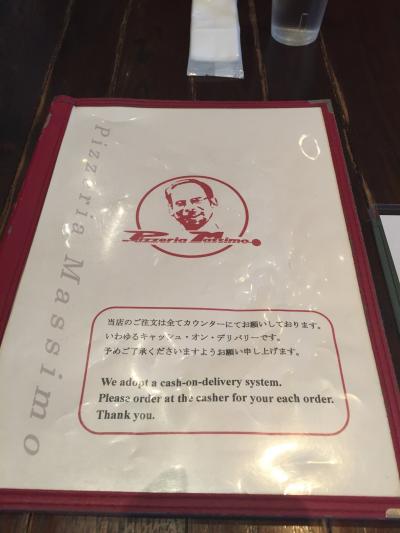 Pizzeria Massimo
Pizzeria Massimo
当店のご注文は全てカウンターにてお願いしております。
いわゆるキャッシュ・オン・デリバリーです。
予めご了承くださいますようお願い申し上げます。
We adopt a cash-on-delivery system.
Please order at the casher for your each order.
Thank you.